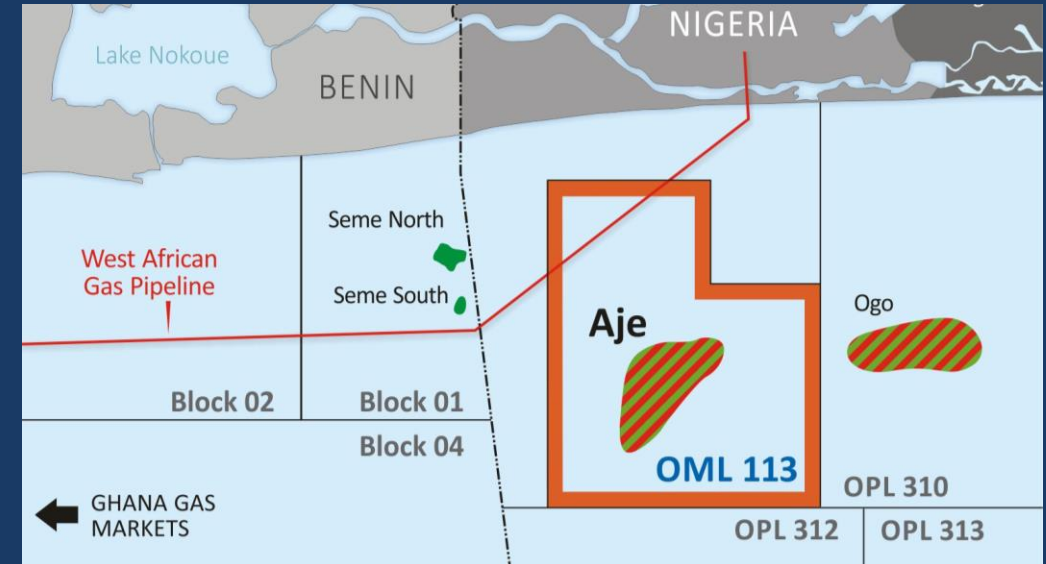 NIGERIA
Lake Nokoue
BENIN
Seme North
West African
Gas Pipeline
Seme South
Aje
Ogo
Block 02
Block 01
Block 04
OML 113
OPL 310
GHANA GAS
MARKETS
OPL 312
OPL 313